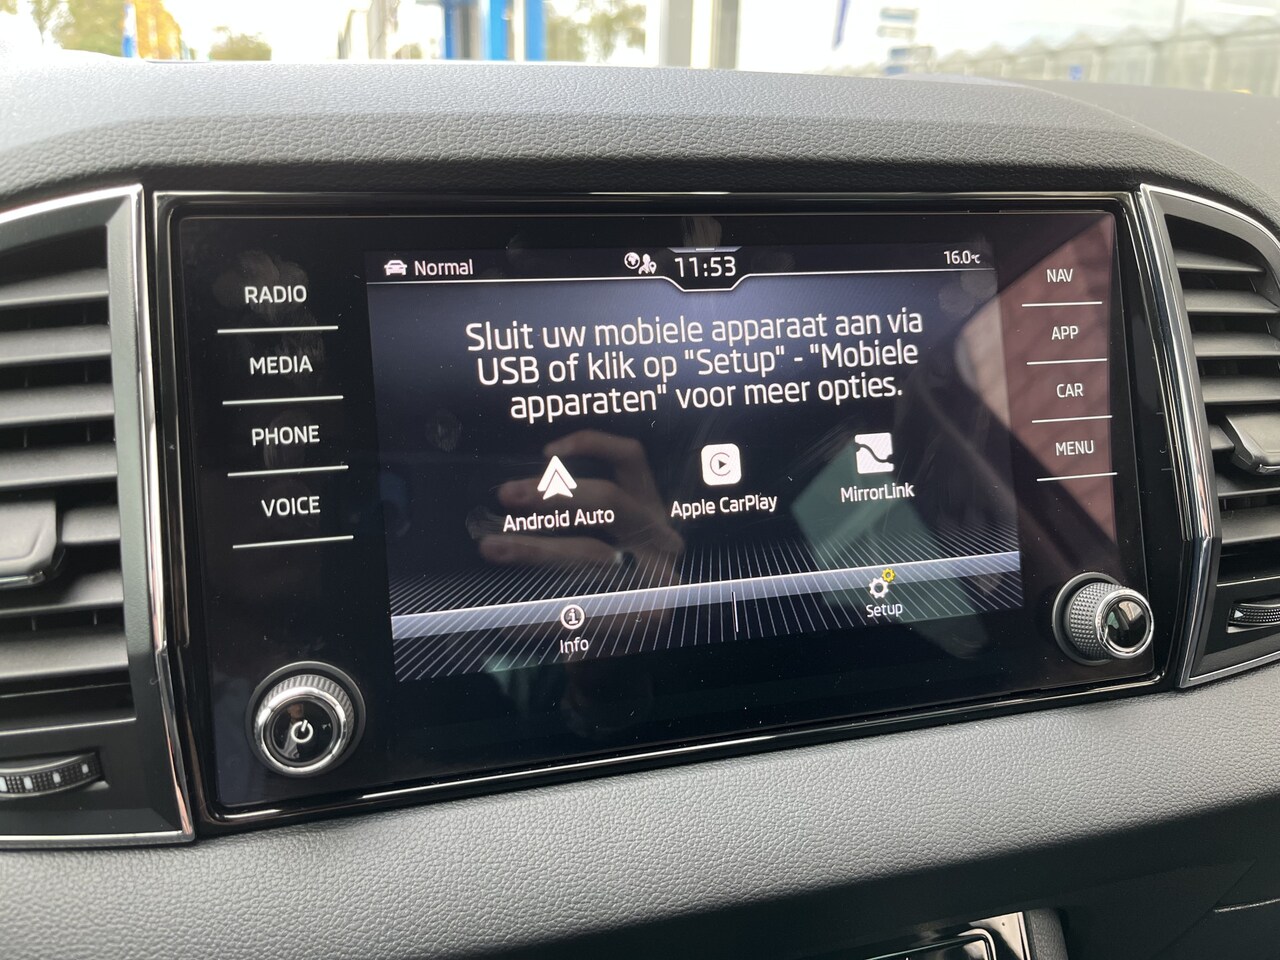 Normal
11:53
16.0°C
RADIO
MEDIA
PHONE
VOICE
NAV
APP
CAR
MENU
Sluit uw mobiele apparaat aan via
USB of klik op "Setup" - "Mobiele
apparaten" voor meer opties.
Android Auto
Apple CarPlay
MirrorLink
Info
Setup